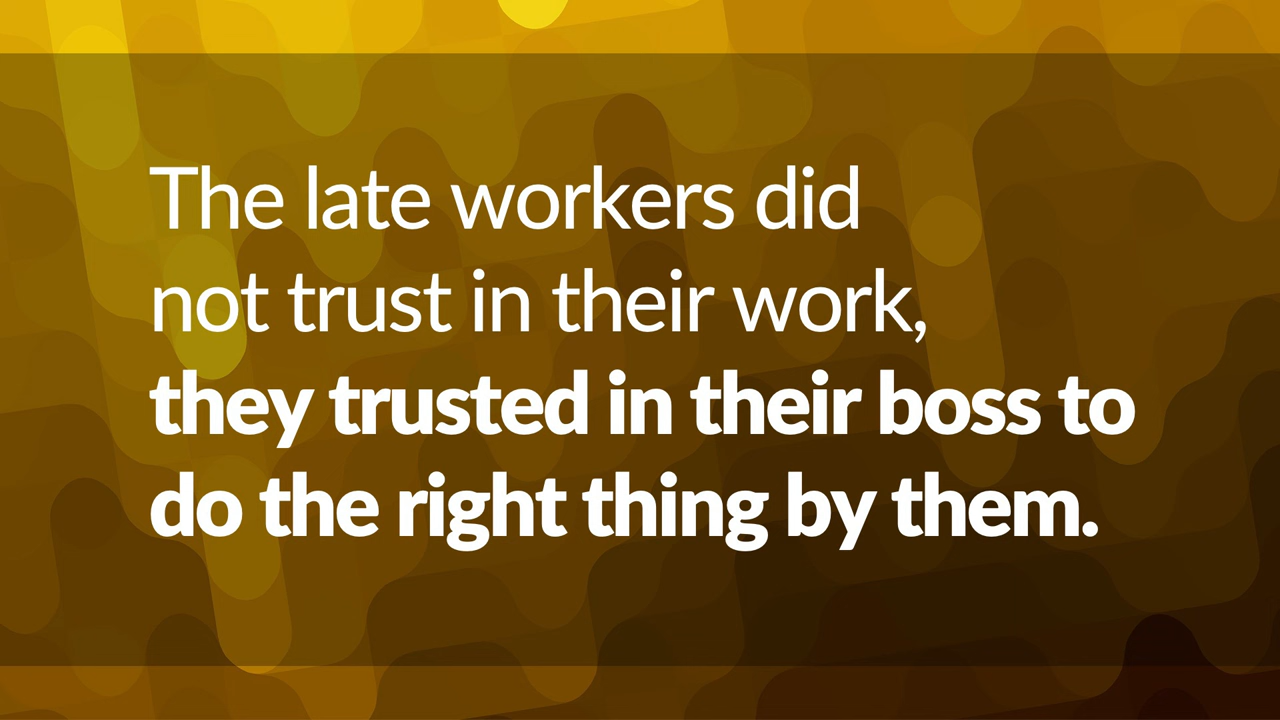 The late workers did
not trust in their work,
they trusted in their boss to
do the right thing by them.